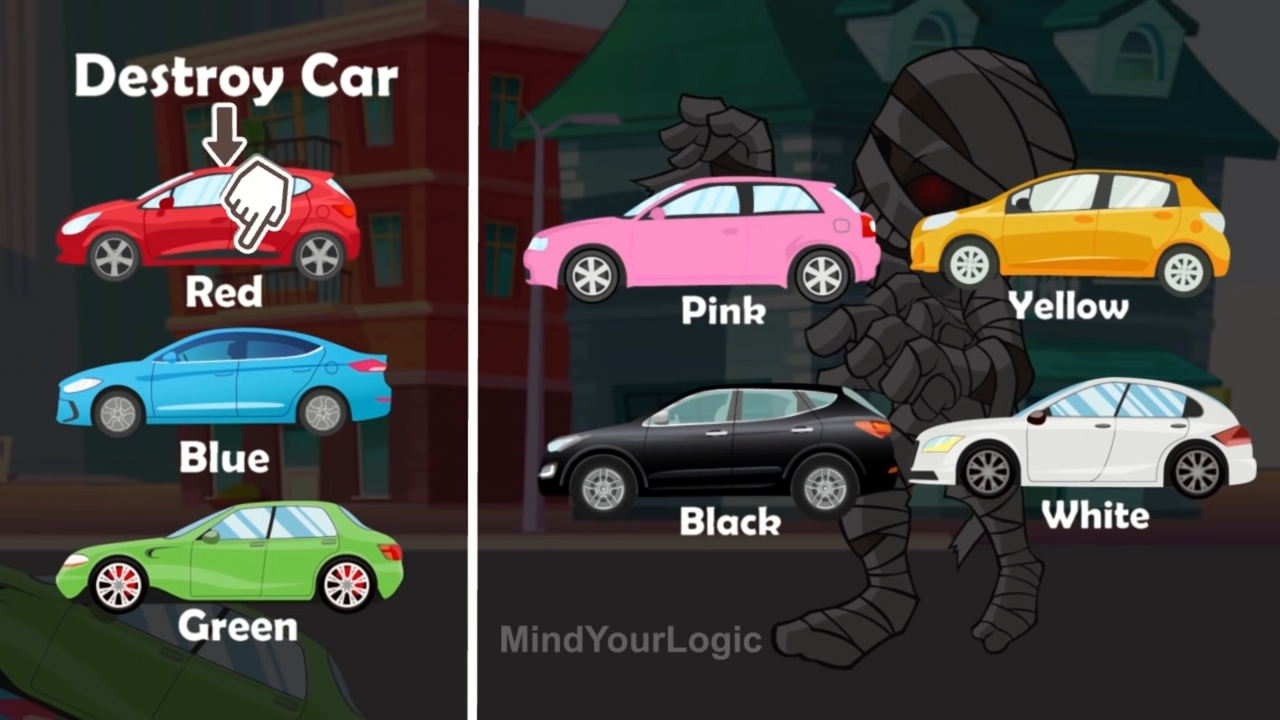 Destroy Car
Red
Blue
Green
Pink
Yellow
Black
White
MindYourLogic